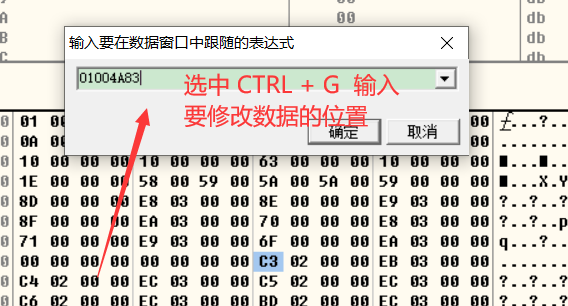 A 00 db
B 00 db
C db
输入要在数据窗口中跟随的表达式
01004A83
选中 CTRL + G 输入
要修改数据的位置
确定 取消
0 01 00 00 ƒ...?...
0 0A 00 00 ........
0 10 00 00 00 10 00 00 00 63 00 00 00 10 00 00 00 ■...■...
0 1E 00 00 00 58 00 59 00 5A 00 5A 00 59 00 00 00 ■...X.Y
0 8D 00 00 00 E8 03 00 00 8E 00 00 00 E9 03 00 00 ?..?..?
0 8F 00 00 00 EA 03 00 00 70 00 00 00 E8 03 00 00 ?..?..p
0 71 00 00 00 E9 03 00 00 6F 00 00 00 EA 03 00 00 q...?...
0 00 00 00 00 00 00 00 00 C3 02 00 00 EB 03 00 00 ........
0 C4 02 00 00 EC 03 00 00 C5 02 00 00 EC 03 00 00 ?..?..?
0 C6 02 00 00 EC 03 00 00 BD 02 00 00 EC 03 00 00 ?..?..?